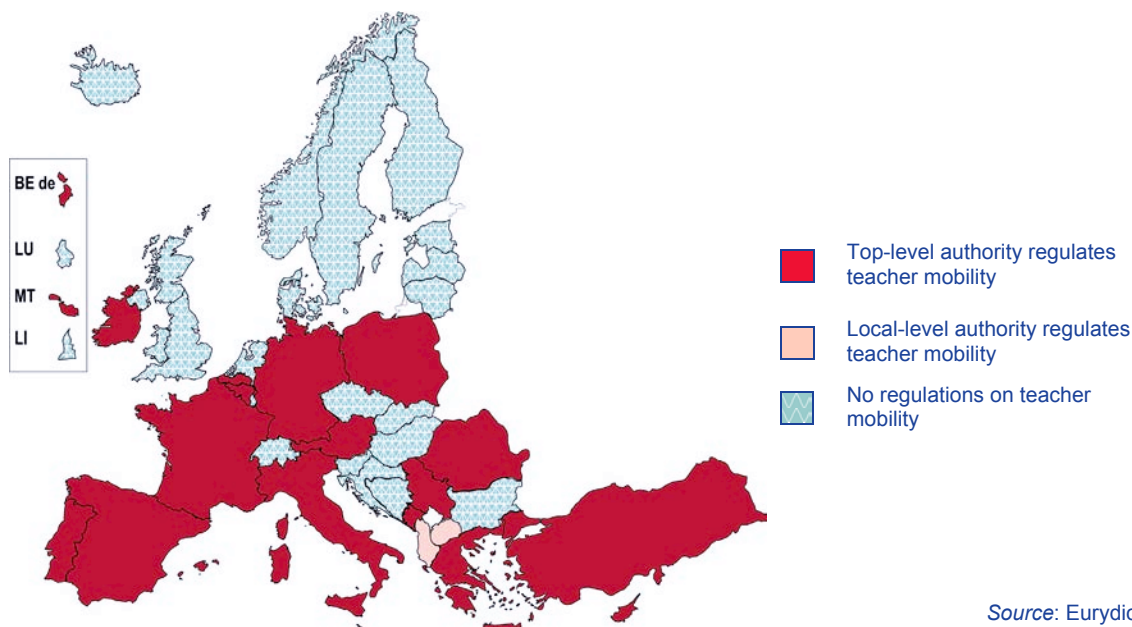 BE de
LU
MT
LI
Top-level authority regulates
teacher mobility
Local-level authority regulates
teacher mobility
No regulations on teacher
mobility
Source: Eurydic